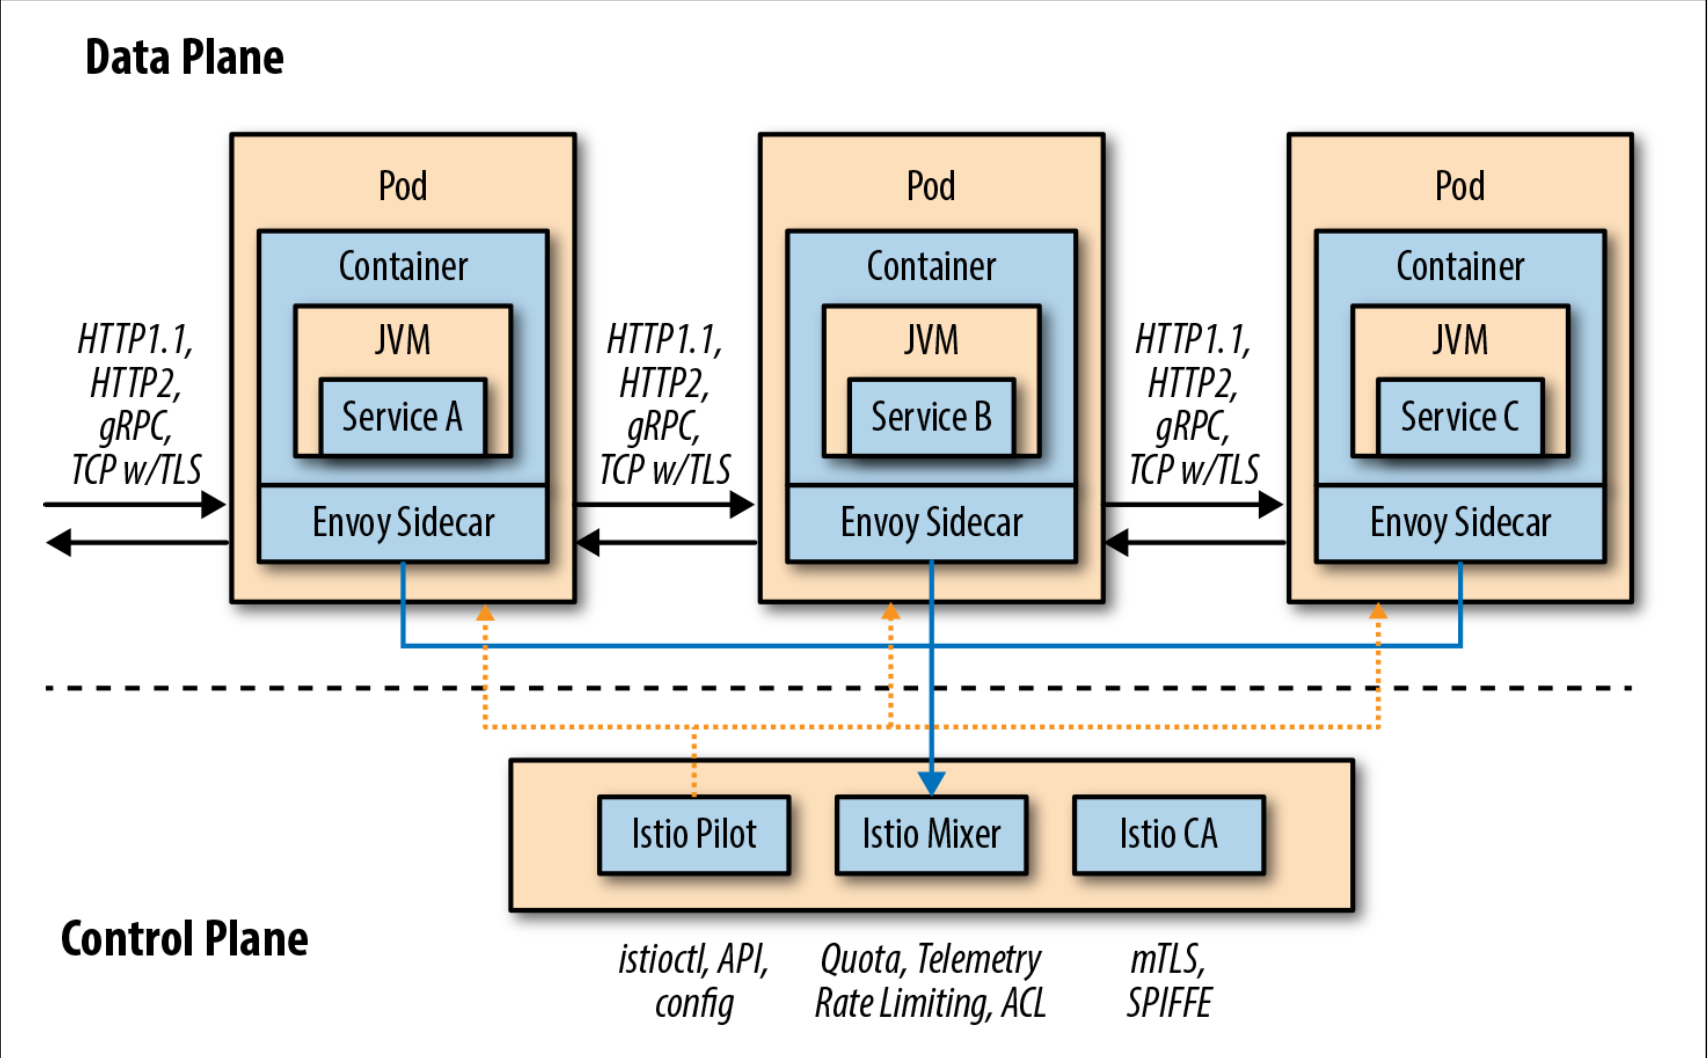 Data Plane
Pod
Pod
Pod
Container
Container
Container
HTTP1.1,
HTTP2,
gRPC,
TCP w/TLS
JVM
Service A
HTTP1.1,
HTTP2,
gRPC,
TCP w/TLS
JVM
Service B
HTTP1.1,
HTTP2,
gRPC,
TCP w/TLS
JVM
Service C
Envoy Sidecar
Envoy Sidecar
Envoy Sidecar
Istio Pilot
Istio Mixer
Istio CA
Control Plane
istioctl, API,
config
Quota, Telemetry
Rate Limiting, ACL
mTLS,
SPIFFE